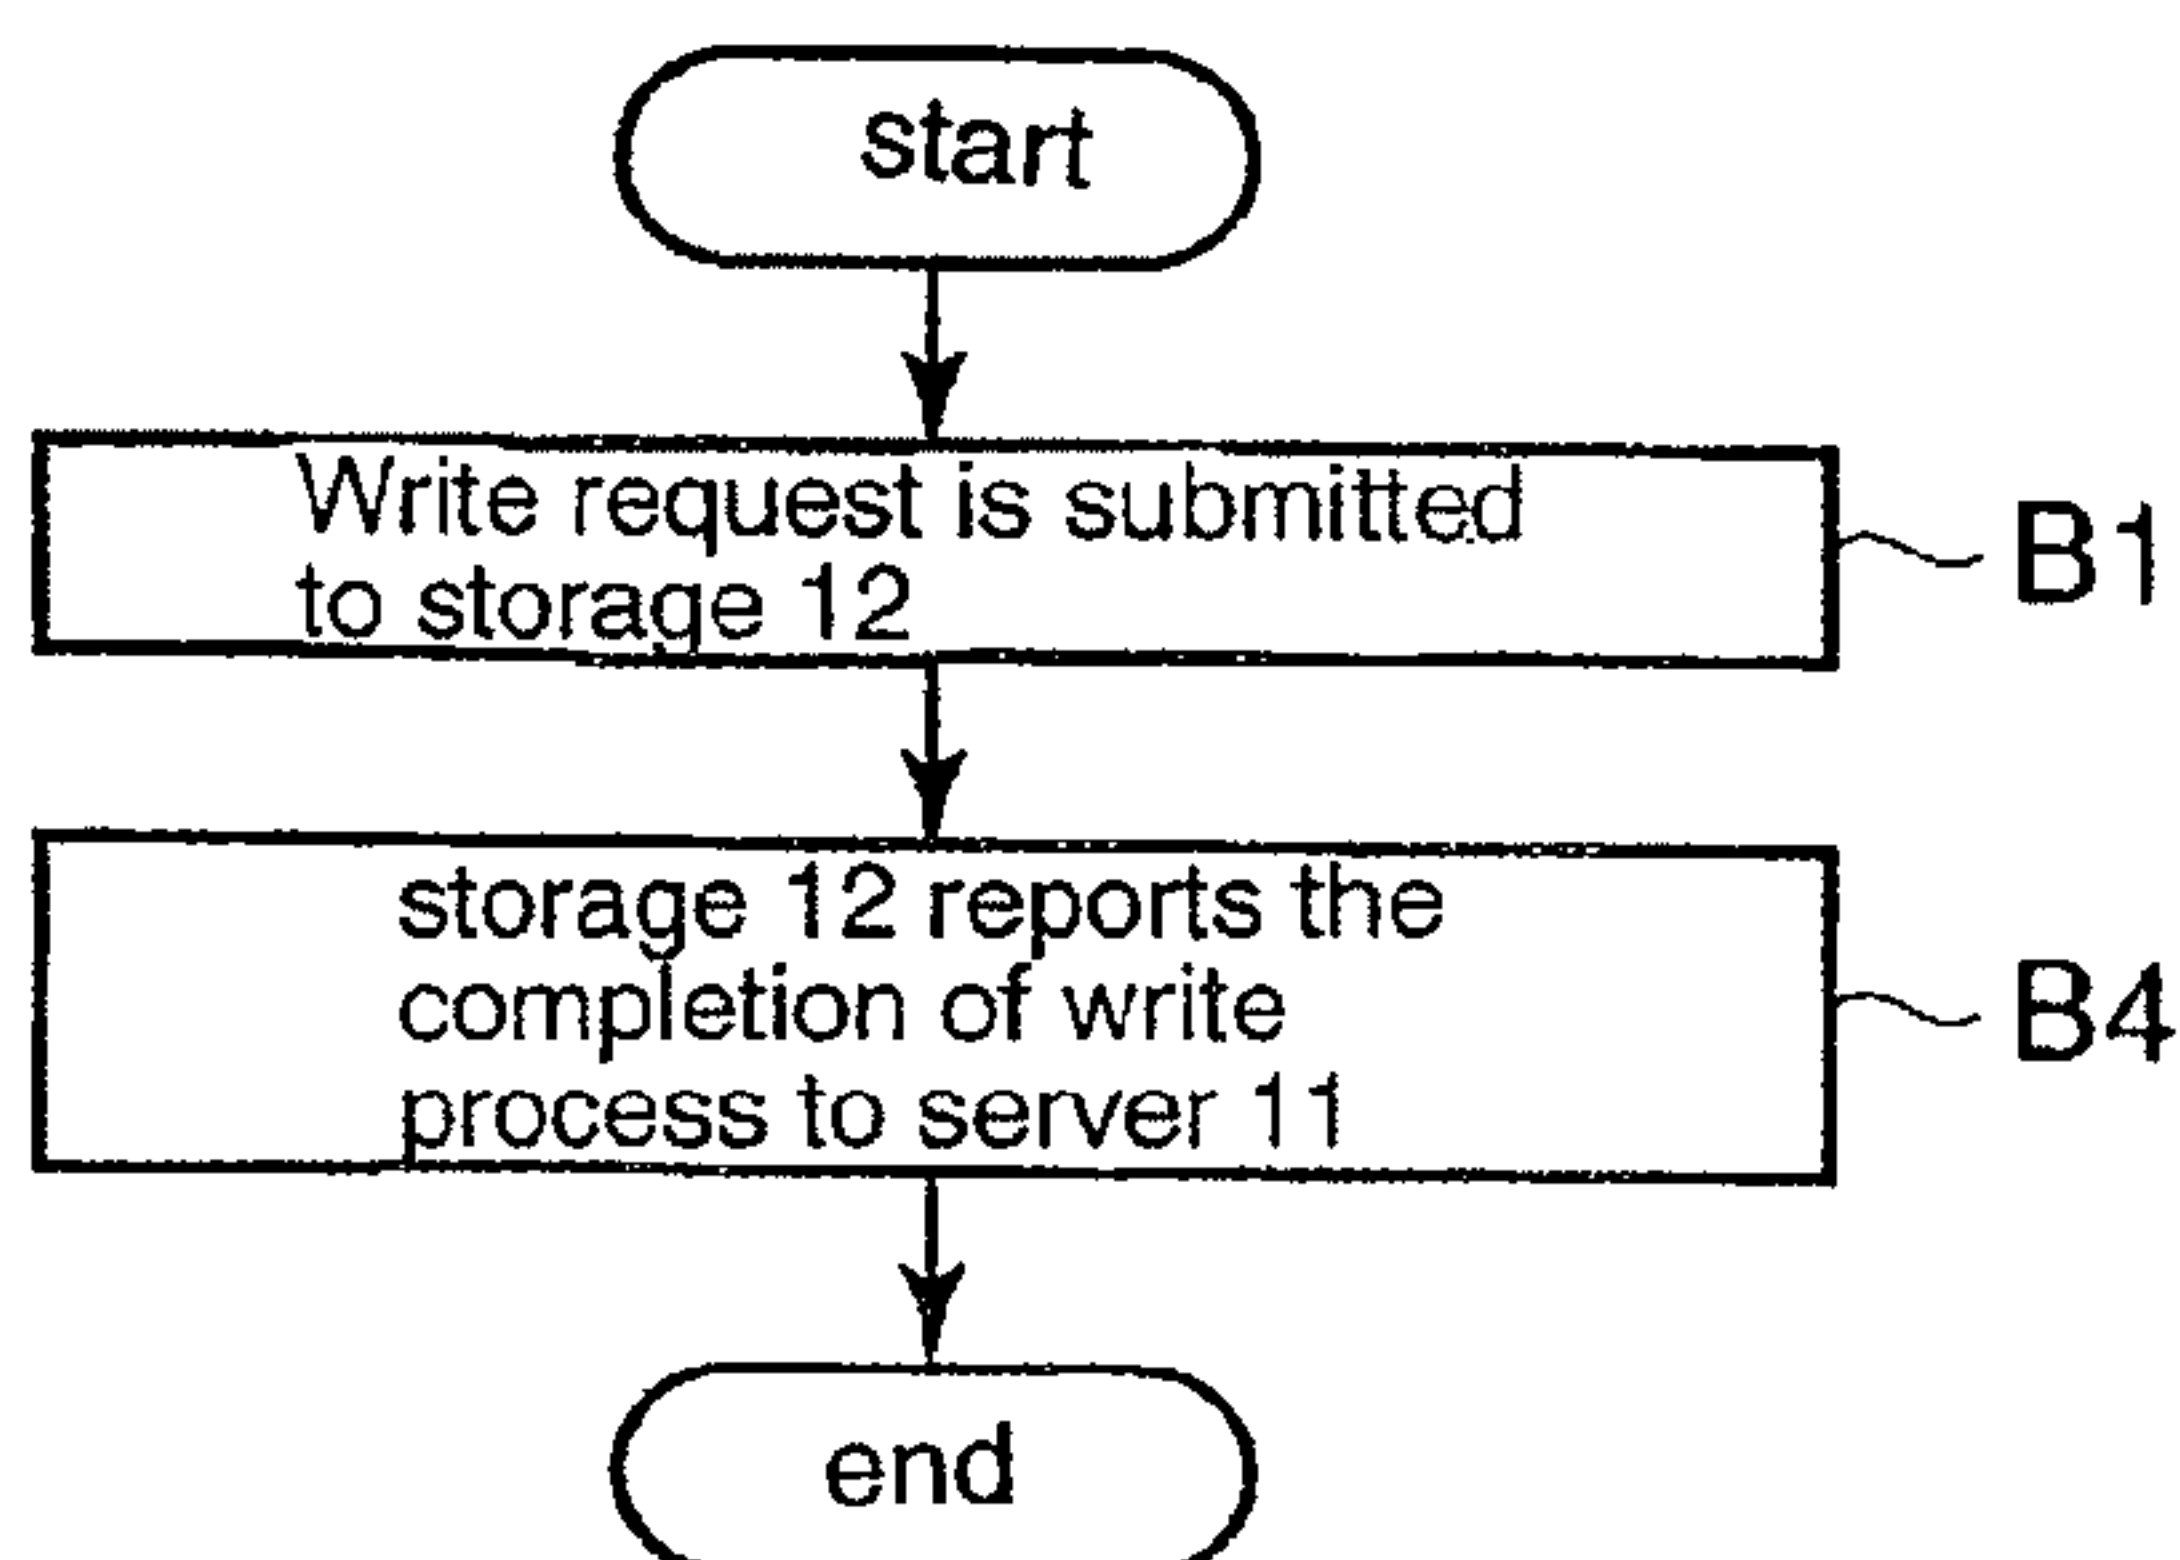 start
Write request is submitted
to storage 12
B1
storage 12 reports the
completion of write
process to server 11
B4
end